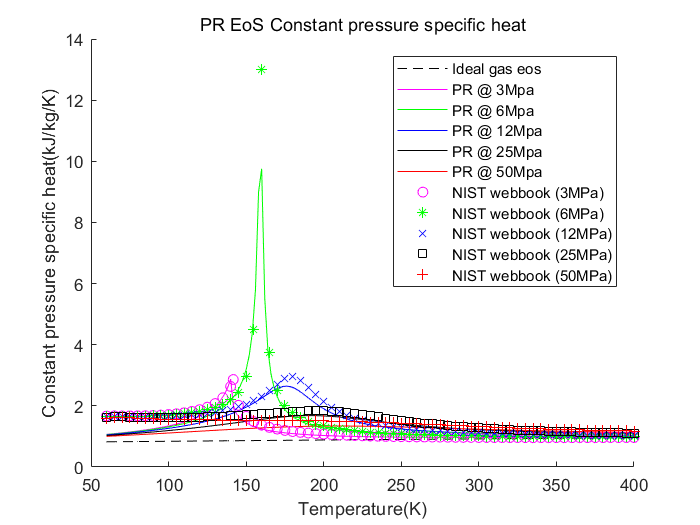 PR EoS Constant pressure specific heat
14
12
10
8
6
4
2
0
Constant pressure specific heat(kJ/kg/K)
Ideal gas eos
PR @ 3Mpa
PR @ 6Mpa
PR @ 12Mpa
PR @ 25Mpa
PR @ 50Mpa
NIST webbook (3MPa)
NIST webbook (6MPa)
NIST webbook (12MPa)
NIST webbook (25MPa)
NIST webbook (50MPa)
50 100 150 200 250 300 350 400
Temperature(K)